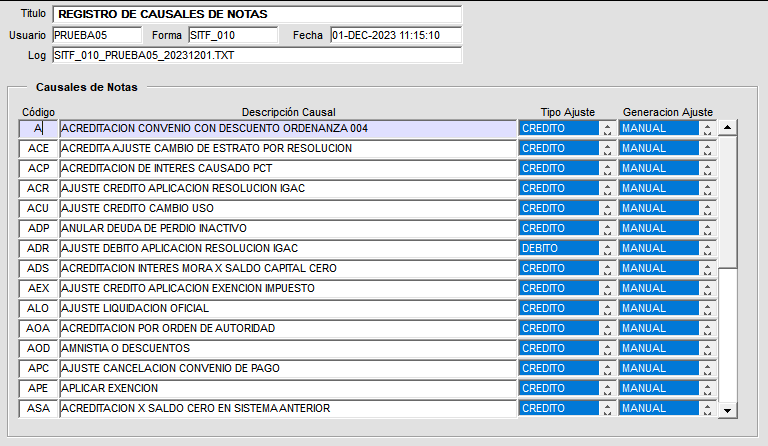 Titulo REGISTRO DE CAUSALES DE NOTAS
Usuario PRUEBA05 Forma SITF_010 Fecha 01-DEC-2023 11:15:10
Log SITF_010_PRUEBA05_20231201.TXT
Causales de Notas
Código Descripción Causal Tipo Ajuste Generacion Ajuste
A ACREDITACION CONVENIO CON DESCUENTO ORDENANZA 004 CREDITO MANUAL
ACE ACREDITA AJUSTE CAMBIO DE ESTRATO POR RESOLUCION CREDITO MANUAL
ACP ACREDITACION DE INTERES CAUSADO PCT CREDITO MANUAL
ACR AJUSTE CREDITO APLICACION RESOLUCION IGAC CREDITO MANUAL
ACU AJUSTE CREDITO CAMBIO USO CREDITO MANUAL
ADP ANULAR DEUDA DE PERDIO INACTIVO CREDITO MANUAL
ADR AJUSTE DEBITO APLICACION RESOLUCION IGAC DEBITO MANUAL
ADS ACREDITACION INTERES MORA X SALDO CAPITAL CERO CREDITO MANUAL
AEX AJUSTE CREDITO APLICACION EXENCION IMPUESTO CREDITO MANUAL
ALO AJUSTE LIQUIDACION OFICIAL CREDITO MANUAL
AOA ACREDITACION POR ORDEN DE AUTORIDAD CREDITO MANUAL
AOD AMNISTIA O DESCUENTOS CREDITO MANUAL
APC AJUSTE CANCELACION CONVENIO DE PAGO CREDITO MANUAL
APE APLICAR EXENCION CREDITO MANUAL
ASA ACREDITACION X SALDO CERO EN SISTEMA ANTERIOR CREDITO MANUAL